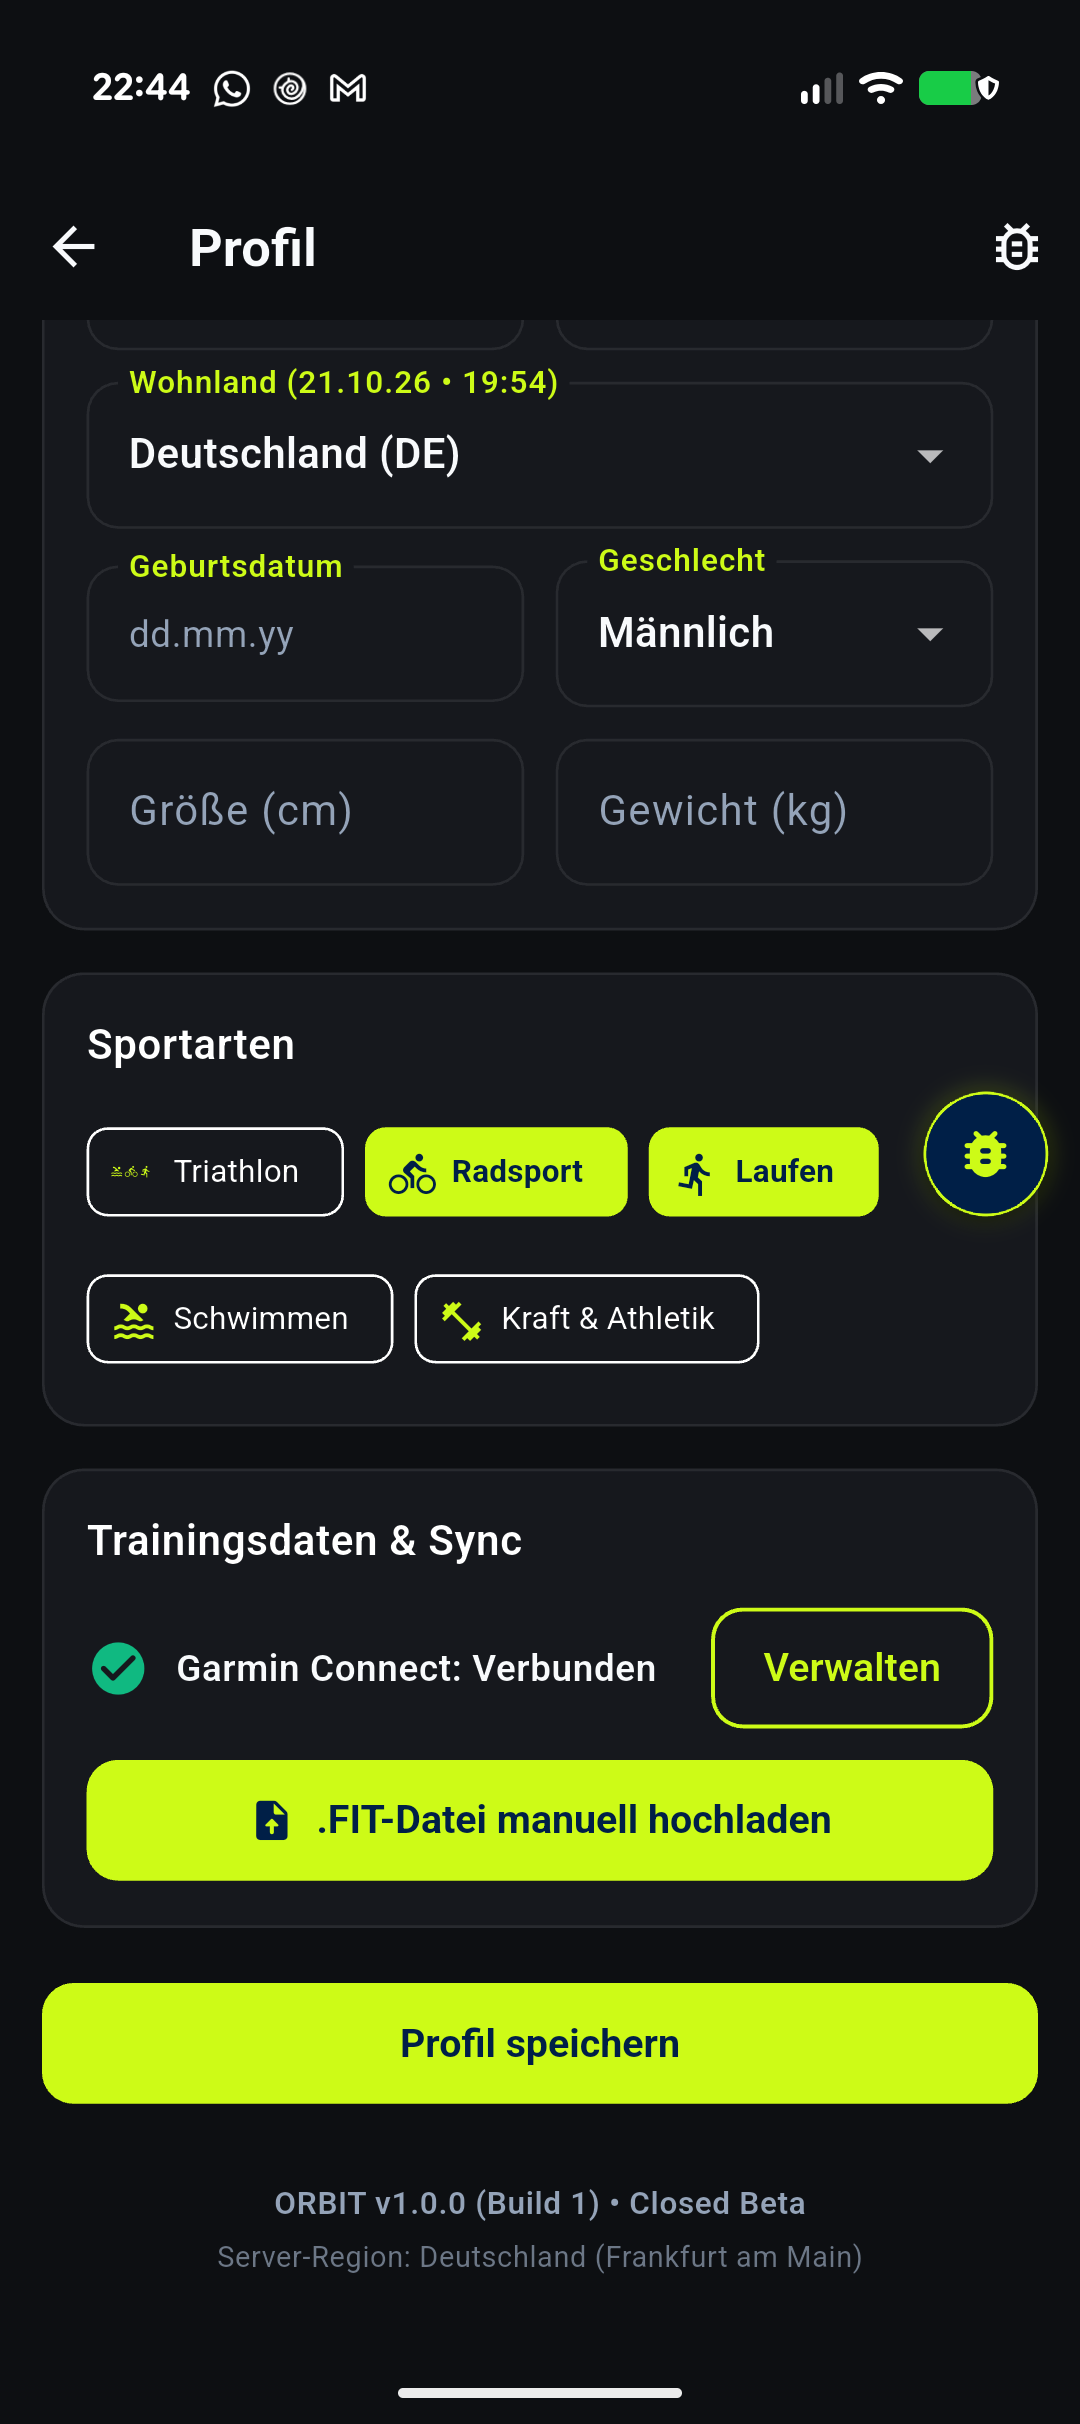 22:44
Profil
Wohnland (21.10.26 • 19:54)
Deutschland (DE)
Geburtsdatum
Geschlecht
dd.mm.yy
Männlich
Größe (cm)
Gewicht (kg)
Sportarten
Triathlon
Radsport
Laufen
Schwimmen
Kraft & Athletik
Trainingsdaten & Sync
Garmin Connect: Verbunden
Verwalten
.FIT-Datei manuell hochladen
Profil speichern
ORBIT v1.0.0 (Build 1) • Closed Beta
Server-Region: Deutschland (Frankfurt am Main)